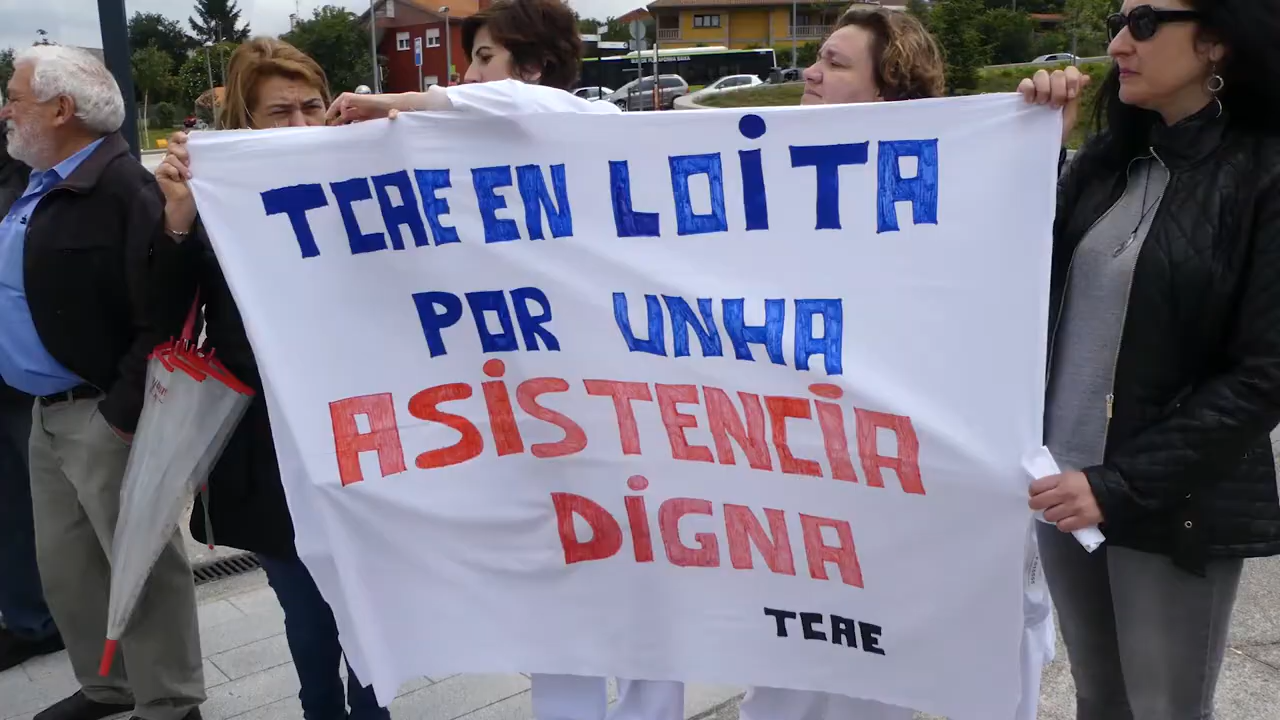 TCAE EN LOiTA
POR UNHA
ASiSTENCiA
DiGNA
TCAE